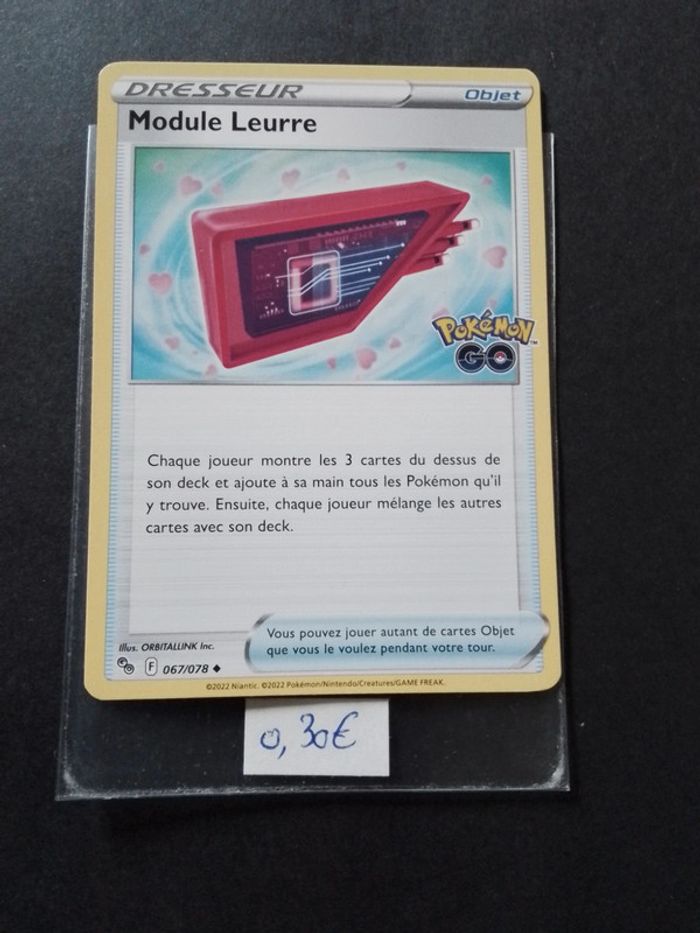 DRESSEUR
Objet
Module Leurre
POKéMON
GO
Chaque joueur montre les 3 cartes du dessus de
son deck et ajoute à sa main tous les Pokémon qu'il
y trouve. Ensuite, chaque joueur mélange les autres
cartes avec son deck.
Vous pouvez jouer autant de cartes Objet
que vous le voulez pendant votre tour.
Illus. ORBITALLINK Inc.
F 067/078
©2022 Niantic. ©2022 Pokémon/Nintendo/Creatures/GAME FREAK.
0,30€